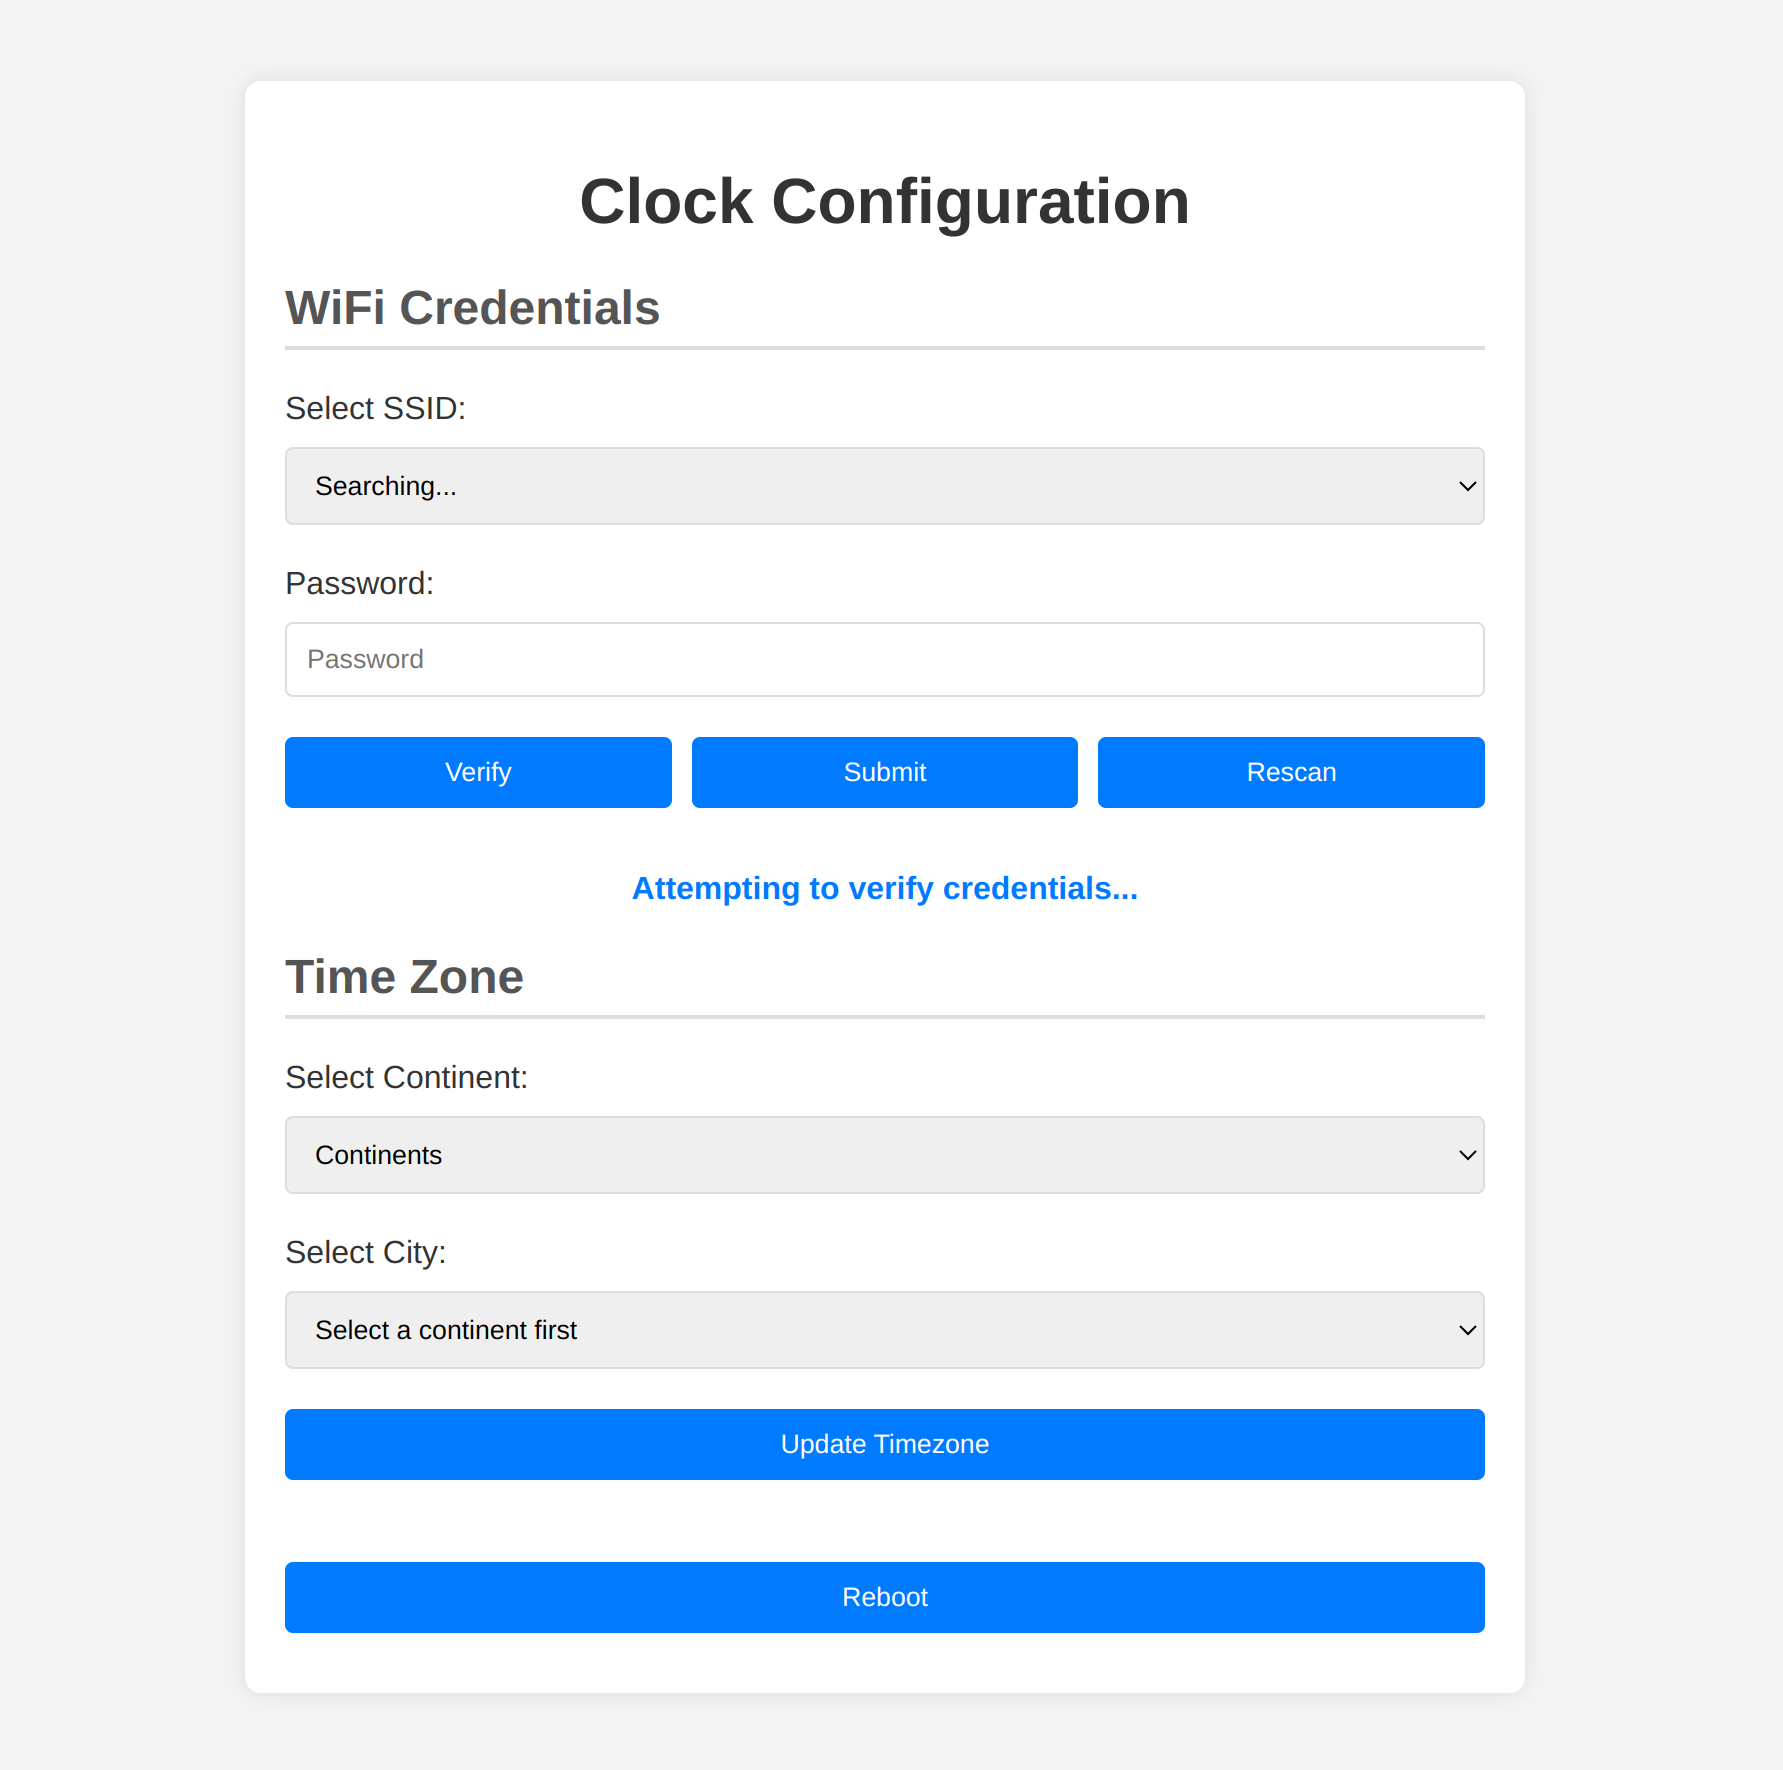 Clock Configuration
WiFi Credentials
Select SSID:
Searching...
Password:
Password
Verify Submit Rescan
Attempting to verify credentials...
Time Zone
Select Continent:
Continents
Select City:
Select a continent first
Update Timezone
Reboot